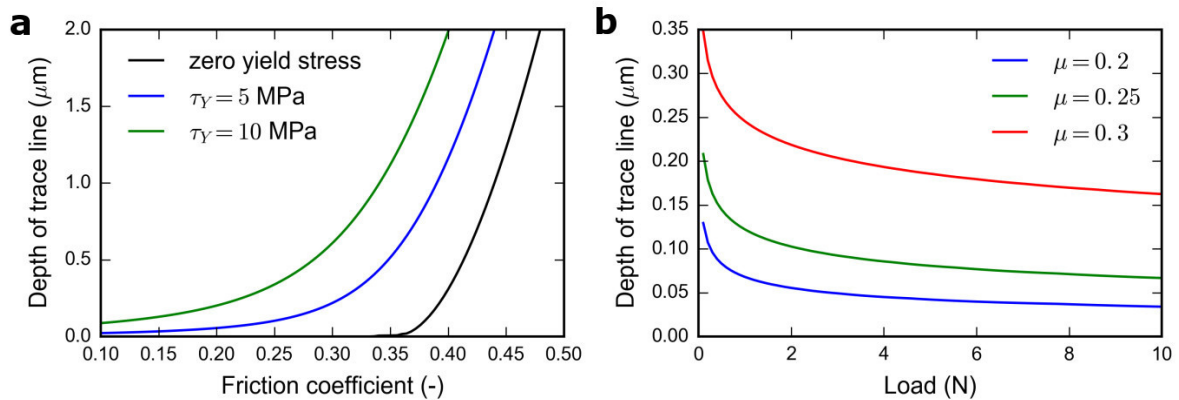 a
2.0
1.5
1.0
0.5
0.0
Depth of trace line (μm)
zero yield stress
τ_Y = 5 MPa
τ_Y = 10 MPa
0.10 0.15 0.20 0.25 0.30 0.35 0.40 0.45 0.50
Friction coefficient (-)
b
0.35
0.30
0.25
0.20
0.15
0.10
0.05
0.00
Depth of trace line (μm)
μ = 0.2
μ = 0.25
μ = 0.3
0 2 4 6 8 10
Load (N)